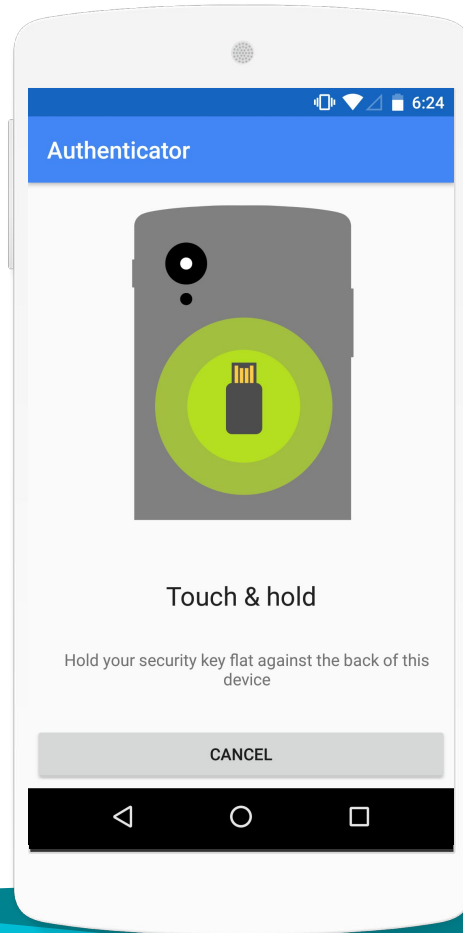 6:24
Authenticator
Touch & hold
Hold your security key flat against the back of this
device
CANCEL